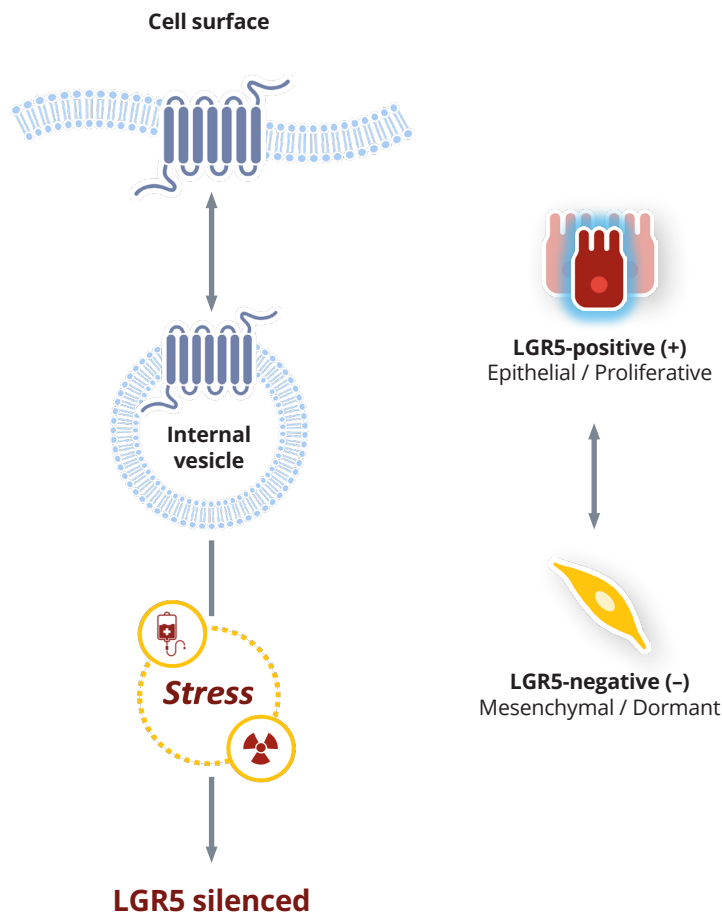 Cell surface
Internal
vesicle
Stress
LGR5 silenced
LGR5-positive (+)
Epithelial / Proliferative
LGR5-negative (–)
Mesenchymal / Dormant